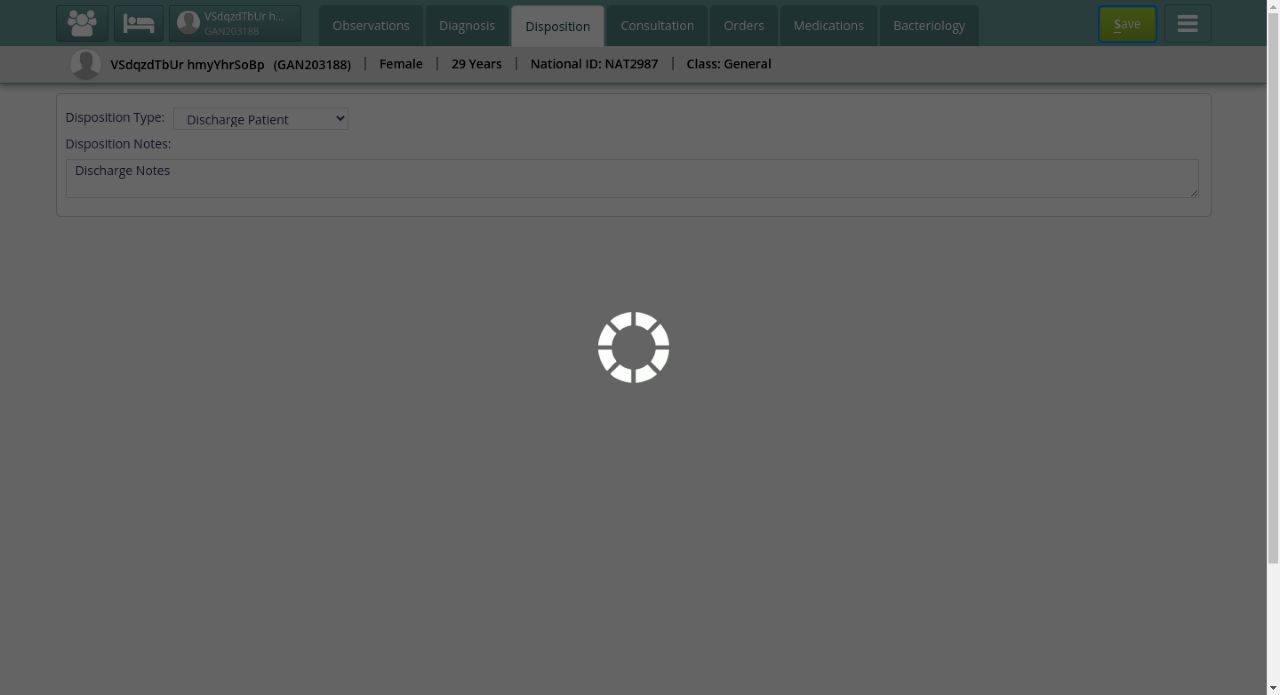 VSdqzdTbUr h...
GAN203188
Observations
Diagnosis
Disposition
Consultation
Orders
Medications
Bacteriology
Save
VSdqzdTbUr hmyYhrSoBp (GAN203188) | Female | 29 Years | National ID: NAT2987 | Class: General
Disposition Type: Discharge Patient
Disposition Notes:
Discharge Notes